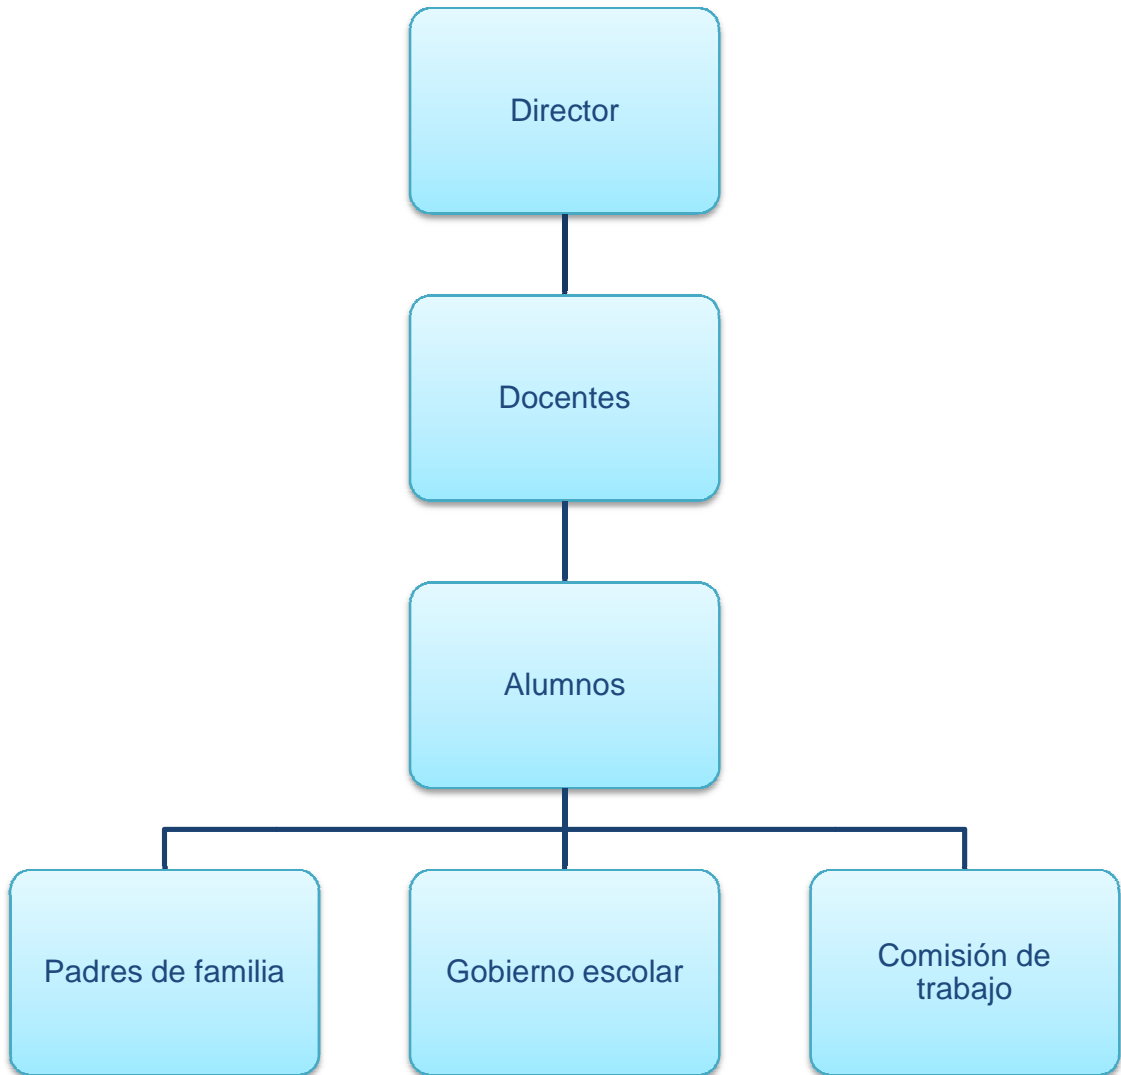 Director
Docentes
Alumnos
Padres de familia
Gobierno escolar
Comisión de
trabajo